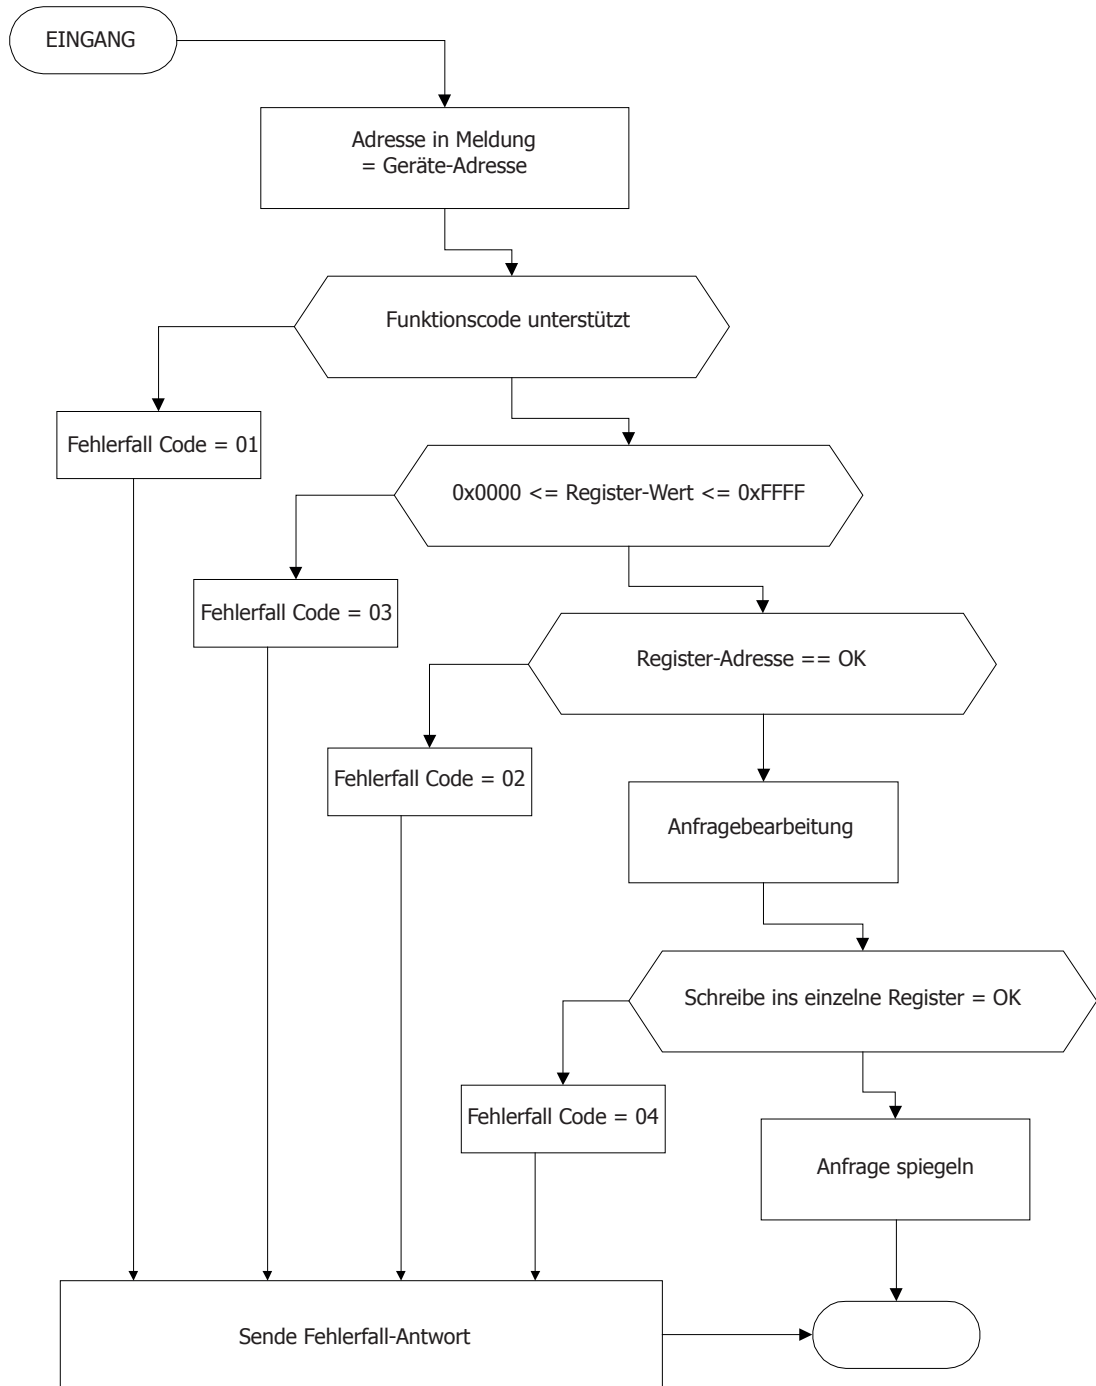 EINGANG
Adresse in Meldung
= Geräte-Adresse
Funktionscode unterstützt
Fehlerfall Code = 01
0x0000 <= Register-Wert <= 0xFFFF
Fehlerfall Code = 03
Register-Adresse == OK
Fehlerfall Code = 02
Anfragebearbeitung
Schreibe ins einzelne Register = OK
Fehlerfall Code = 04
Anfrage spiegeln
Sende Fehlerfall-Antwort